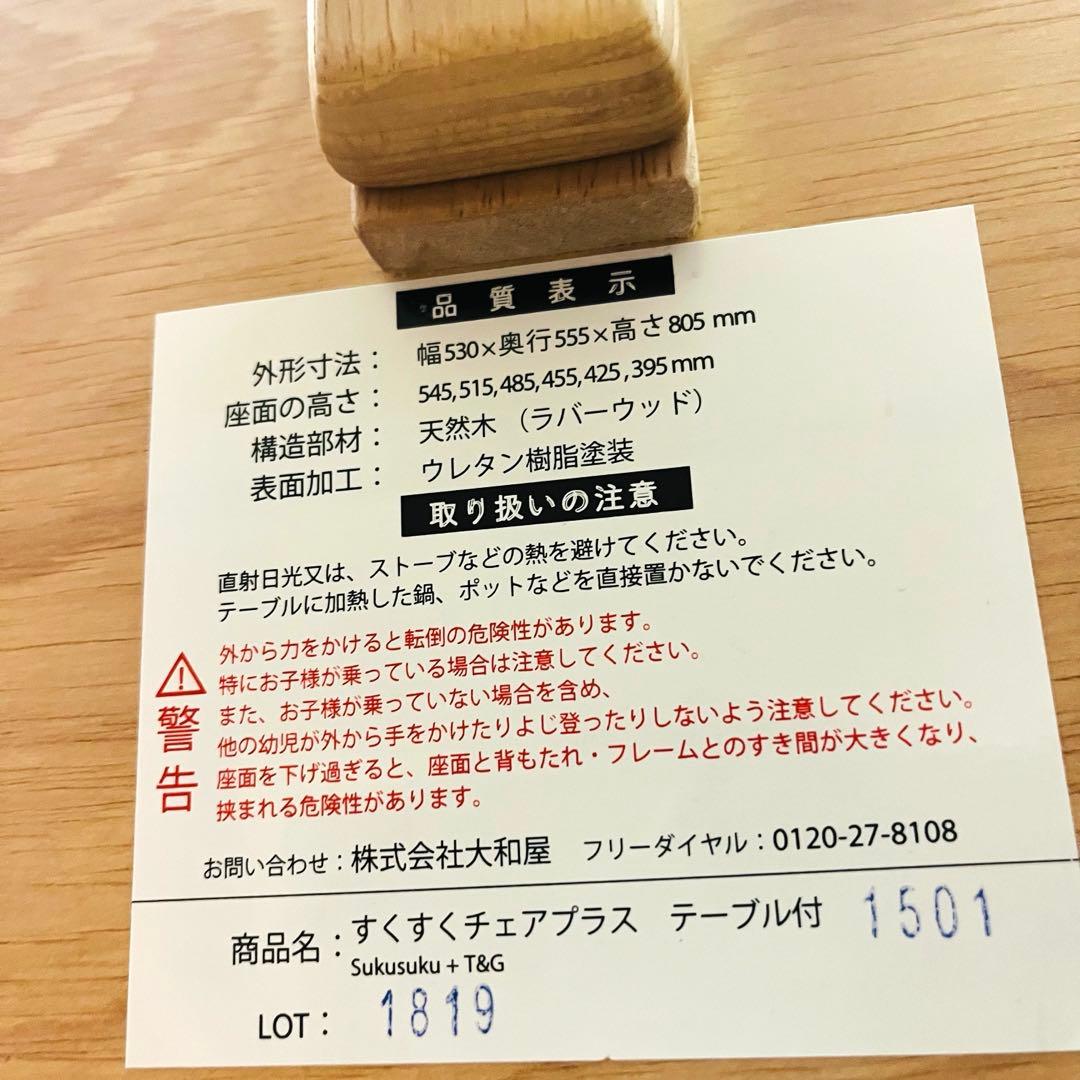 品質表示
外形寸法： 幅530×奥行555×高さ805 mm
座面の高さ： 545,515,485,455,425,395mm
構造部材： 天然木（ラバーウッド）
表面加工： ウレタン樹脂塗装
取り扱いの注意
直射日光又は、ストーブなどの熱を避けてください。
テーブルに加熱した鍋、ポットなどを直接置かないでください。
警告
外から力をかけると転倒の危険性があります。
特にお子様が乗っている場合は注意してください。
また、お子様が乗っていない場合を含め、
他の幼児が外から手をかけたりよじ登ったりしないよう注意してください。
座面を下げ過ぎると、座面と背もたれ・フレームとのすき間が大きくなり、
挟まれる危険性があります。
お問い合わせ：株式会社大和屋 フリーダイヤル：0120-27-8108
商品名：すくすくチェアプラス テーブル付 1501
Sukusuku + T&G
LOT： 1819